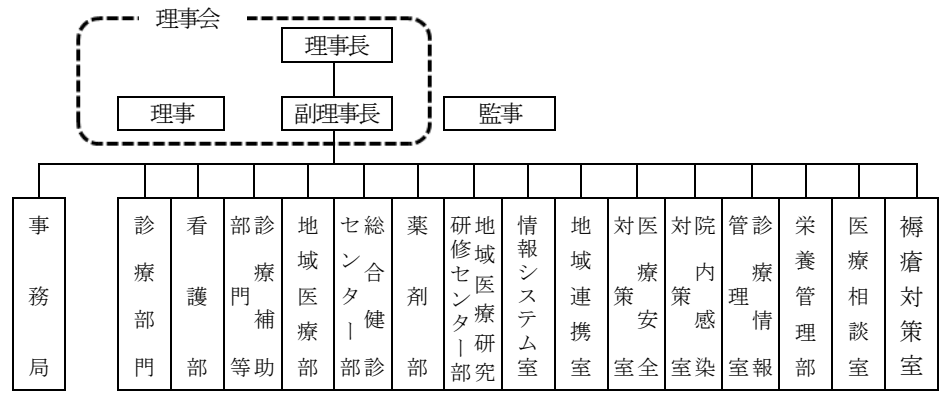 理事会
理事長
理事
副理事長
監事
事務局
診療部門
看護部
診療補助
部門等
地域医療部
総合健診
センター部
薬剤部
地域医療研究
研修センター部
情報システム室
地域連携室
医療安全
対策室
院内感染
対策室
診療情報
管理室
栄養管理部
医療相談室
褥瘡対策室